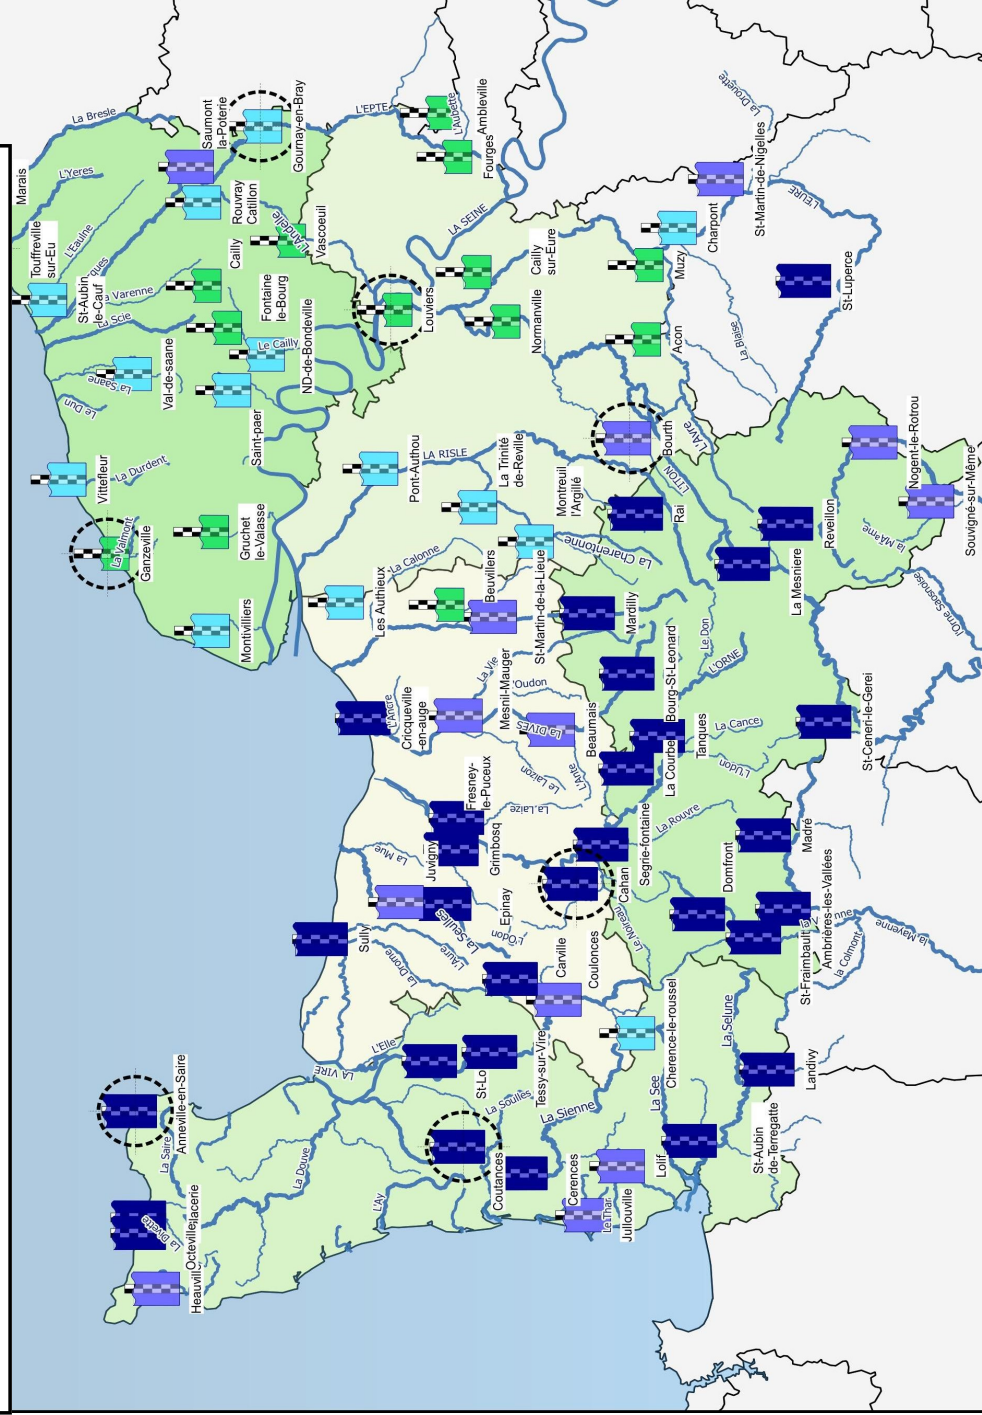 Marais
La Bresle
L'Yeres
Touffreville
sur-Eu
L'Eaulne
Saumont
la-Poterie
Gournay-en-Bray
L'EPTE
L'Aubette
Ambleville
Fourges
La Drouette
St-Martin-de-Nigelles
Charpont
L'EURE
LA SEINE
Rouvray
Catillon
Cailly
L'Andelle
Vascoeuil
St-Aubin
le-Cauf
La Scie
Fontaine
le-Bourg
Le Cailly
ND-de-Bondeville
Louviers
Cailly
sur-Eure
Normanville
Muzy
Acon
La Blaise
St-Luperce
Val-de-saane
La Saane
Le Dun
Saint-paer
Vittefleur
La Durdent
La Valmont
Ganzeville
Gruchet
le-Valasse
Montivilliers
Pont-Authou
LA RISLE
La Trinité
de-Reville
Montreuil
l'Argillé
Bourth
L'Avre
L'ITON
Rai
La Charentonne
La Calonne
Les Authieux
Beuvillers
St-Martin-de-la-Lieue
Mardilly
Le Don
La Mesniere
Reveillon
Nogent-le-Rotrou
Souvigné-sur-Même
l'Orne Saosnoise
Cricqueville
-en-auge
L'Ancre
Mesnil-Mauger
La Vie
L'Oudon
La DIVES
Beaumais
L'Ante
Le Laizon
Bourg-St-Leonard
L'ORNE
La Courbe
Tanques
La Cance
L'Udon
St-Ceneri-le-Gerei
Fresney-
le-Puceux
La Laize
Grimbosq
Juvigny
La Mue
Segrie-fontaine
La Rouvre
Cahan
Le Noireau
Domfront
Madré
Ambrières-les-Vallées
St-Fraimbault
la Mayenne
la Colmont
Sully
La Seulles
L'Aure
La Drome
Epinay
L'Odon
Carville
Coulonces
Cherence-le-roussel
La Selune
La See
Landivy
St-Aubin
de-Terregatte
L'Elle
LA VIRE
St-Lo
Tessy-sur-Vire
La Soulles
La Sienne
Coutances
Cerences
Lolif
Le Thar
Jullouville
Anneville-en-Saire
La Saire
La Douve
L'Ay
La Divette
Octeville
Heauville